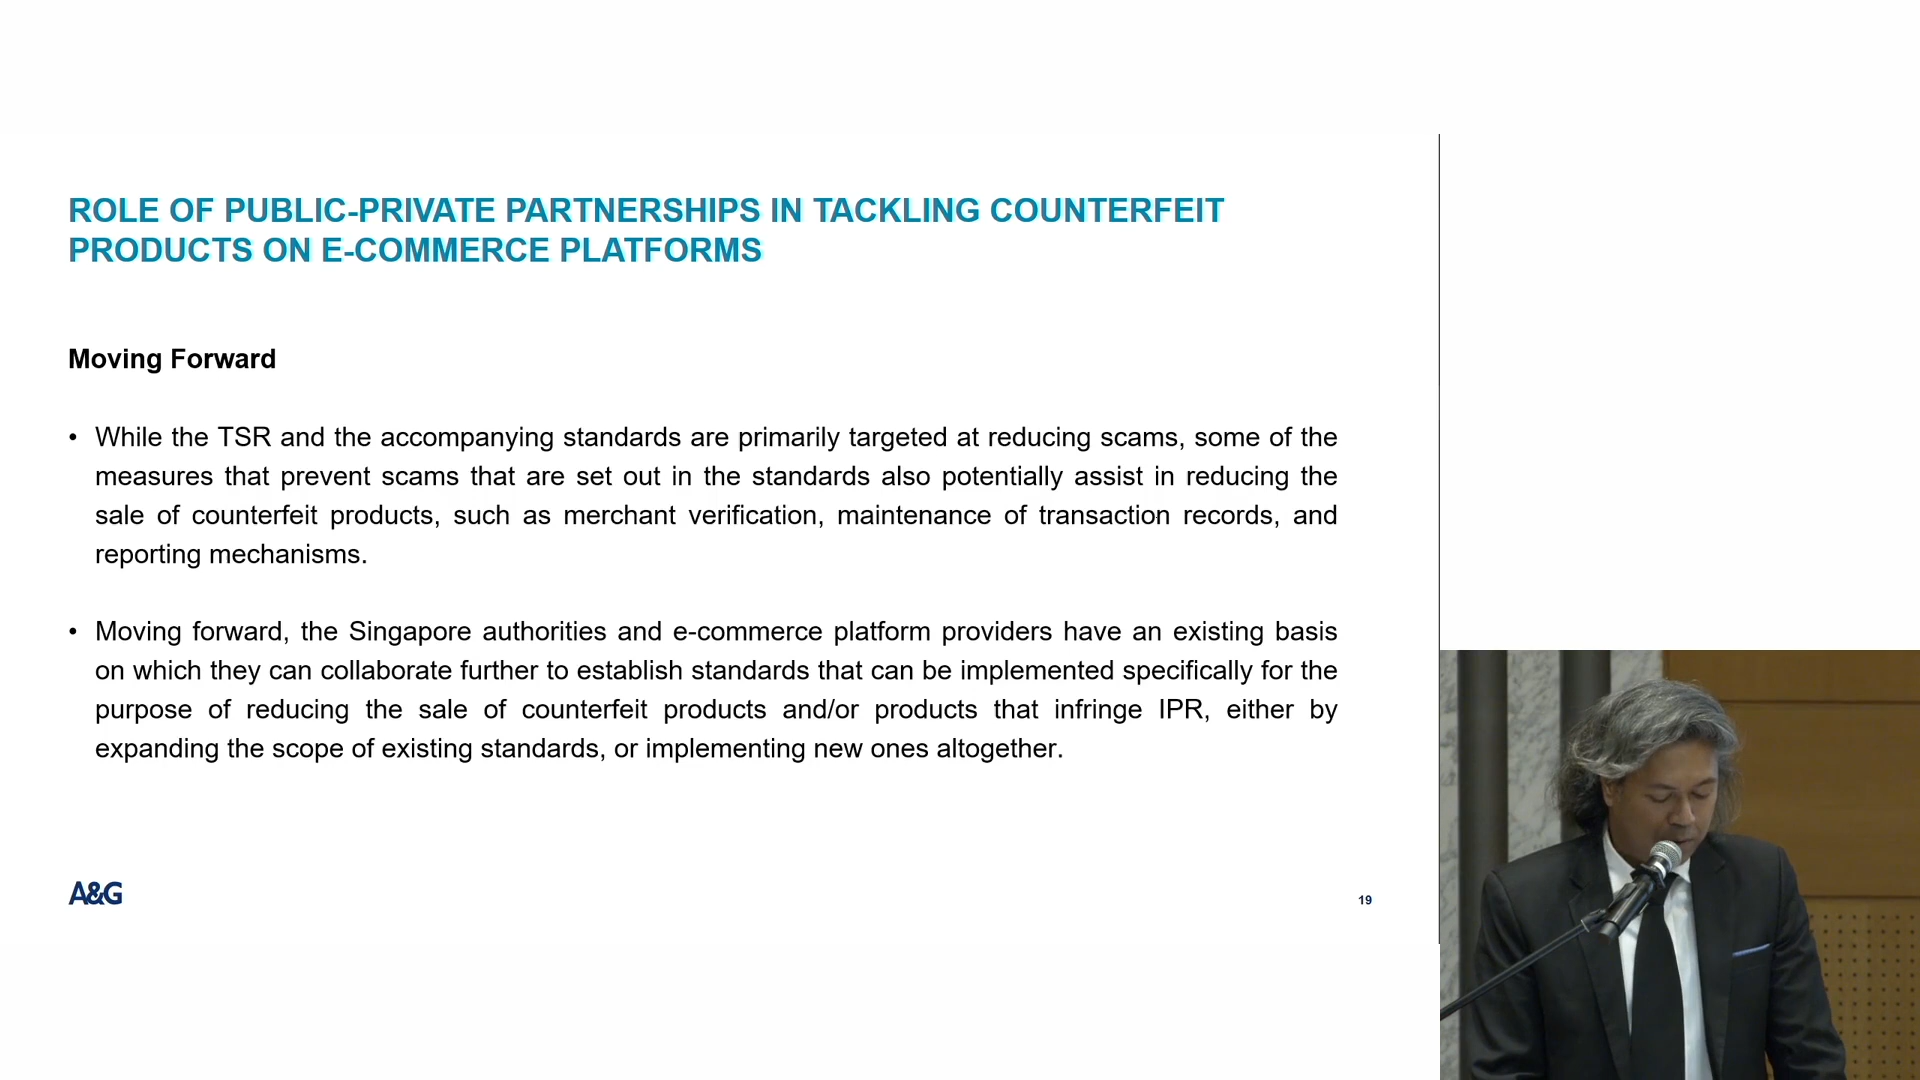 ROLE OF PUBLIC-PRIVATE PARTNERSHIPS IN TACKLING COUNTERFEIT
PRODUCTS ON E-COMMERCE PLATFORMS
Moving Forward
• While the TSR and the accompanying standards are primarily targeted at reducing scams, some of the
measures that prevent scams that are set out in the standards also potentially assist in reducing the
sale of counterfeit products, such as merchant verification, maintenance of transaction records, and
reporting mechanisms.
• Moving forward, the Singapore authorities and e-commerce platform providers have an existing basis
on which they can collaborate further to establish standards that can be implemented specifically for the
purpose of reducing the sale of counterfeit products and/or products that infringe IPR, either by
expanding the scope of existing standards, or implementing new ones altogether.
A&G
19